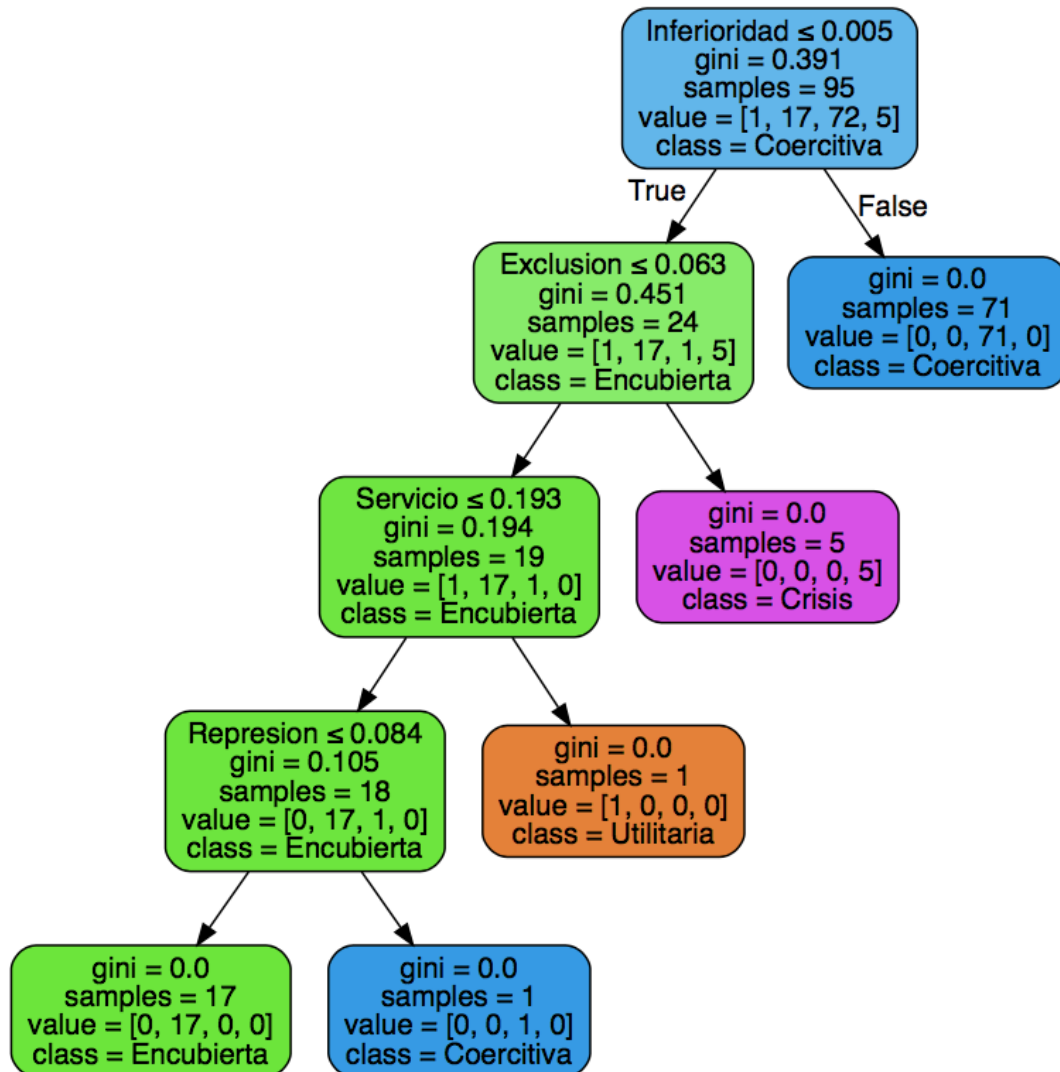 Inferioridad ≤ 0.005
gini = 0.391
samples = 95
value = [1, 17, 72, 5]
class = Coercitiva
True
False
Exclusion ≤ 0.063
gini = 0.451
samples = 24
value = [1, 17, 1, 5]
class = Encubierta
gini = 0.0
samples = 71
value = [0, 0, 71, 0]
class = Coercitiva
Servicio ≤ 0.193
gini = 0.194
samples = 19
value = [1, 17, 1, 0]
class = Encubierta
gini = 0.0
samples = 5
value = [0, 0, 0, 5]
class = Crisis
Represion ≤ 0.084
gini = 0.105
samples = 18
value = [0, 17, 1, 0]
class = Encubierta
gini = 0.0
samples = 1
value = [1, 0, 0, 0]
class = Utilitaria
gini = 0.0
samples = 17
value = [0, 17, 0, 0]
class = Encubierta
gini = 0.0
samples = 1
value = [0, 0, 1, 0]
class = Coercitiva